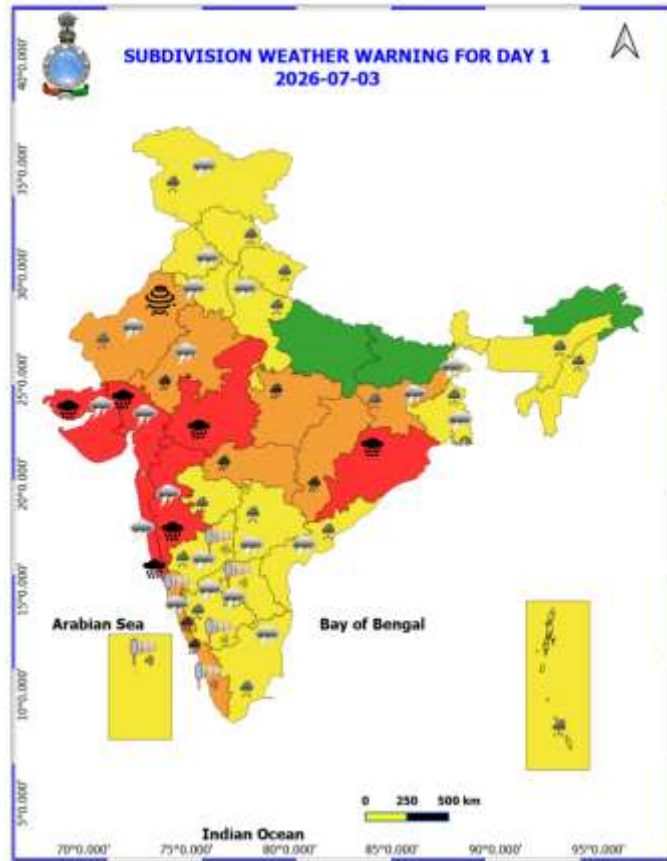 SUBDIVISION WEATHER WARNING FOR DAY 1
2026-07-03
40°0.000'
35°0.000'
30°0.000'
25°0.000'
20°0.000'
15°0.000'
10°0.000'
5°0.000'
Arabian Sea
Bay of Bengal
0 250 500 km
Indian Ocean
70°0.000' 75°0.000' 80°0.000' 85°0.000' 90°0.000' 95°0.000'